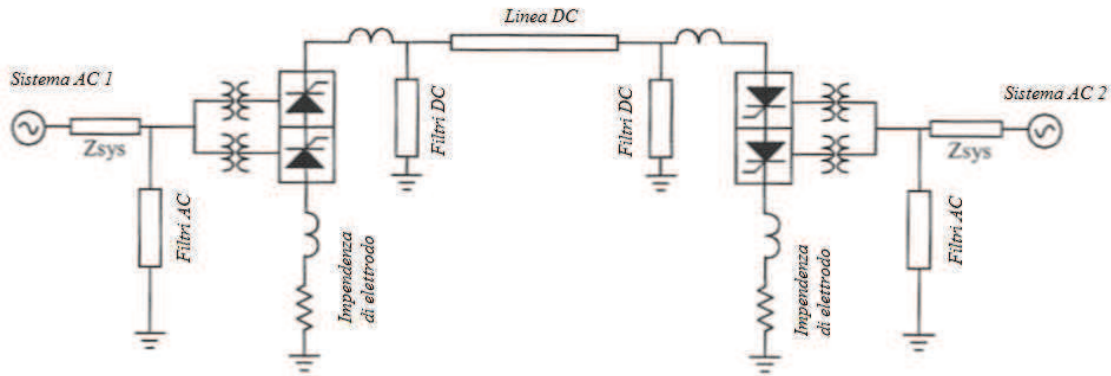 Linea DC
Sistema AC 1
Sistema AC 2
Zsys
Filtri DC
Filtri DC
Zsys
Filtri AC
Impendenza
di elettrodo
Impendenza
di elettrodo
Filtri AC